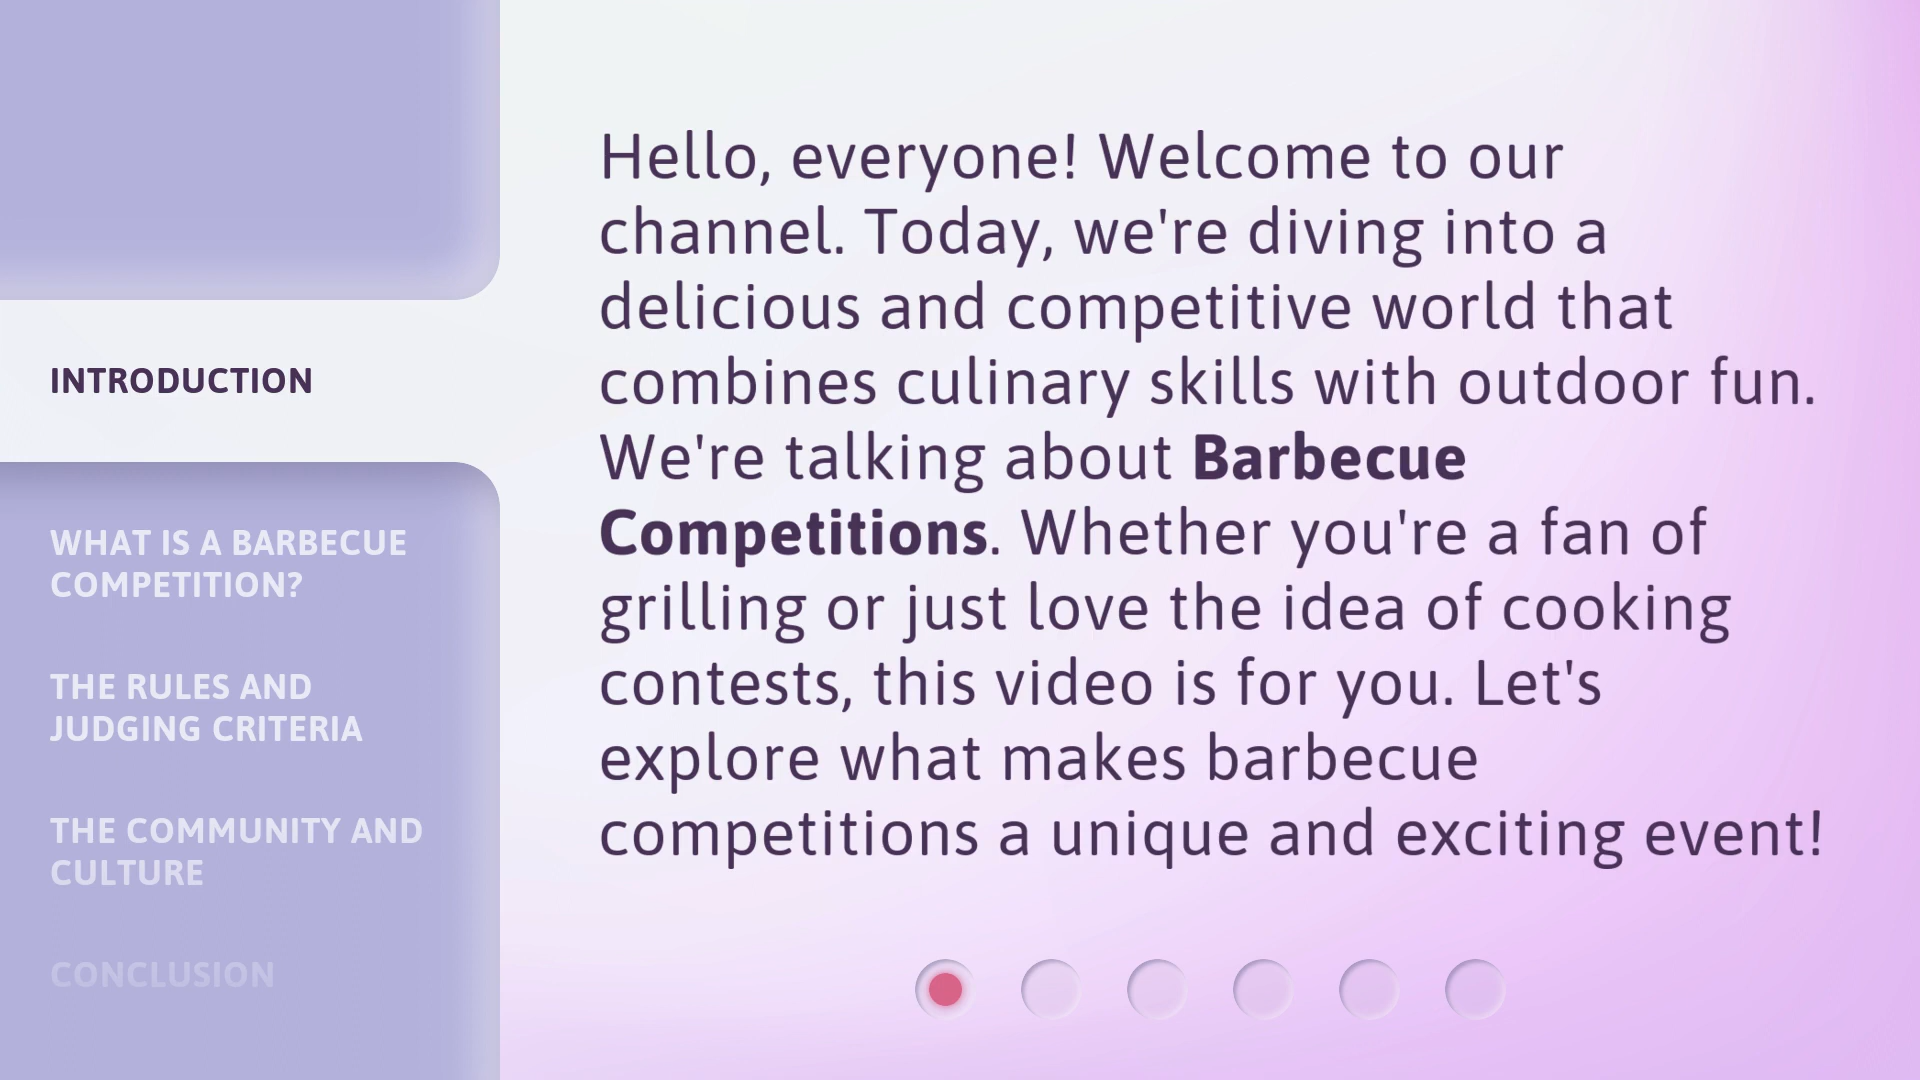 INTRODUCTION
WHAT IS A BARBECUE
COMPETITION?
THE RULES AND
JUDGING CRITERIA
THE COMMUNITY AND
CULTURE
CONCLUSION
Hello, everyone! Welcome to our
channel. Today, we're diving into a
delicious and competitive world that
combines culinary skills with outdoor fun.
We're talking about Barbecue
Competitions. Whether you're a fan of
grilling or just love the idea of cooking
contests, this video is for you. Let's
explore what makes barbecue
competitions a unique and exciting event!